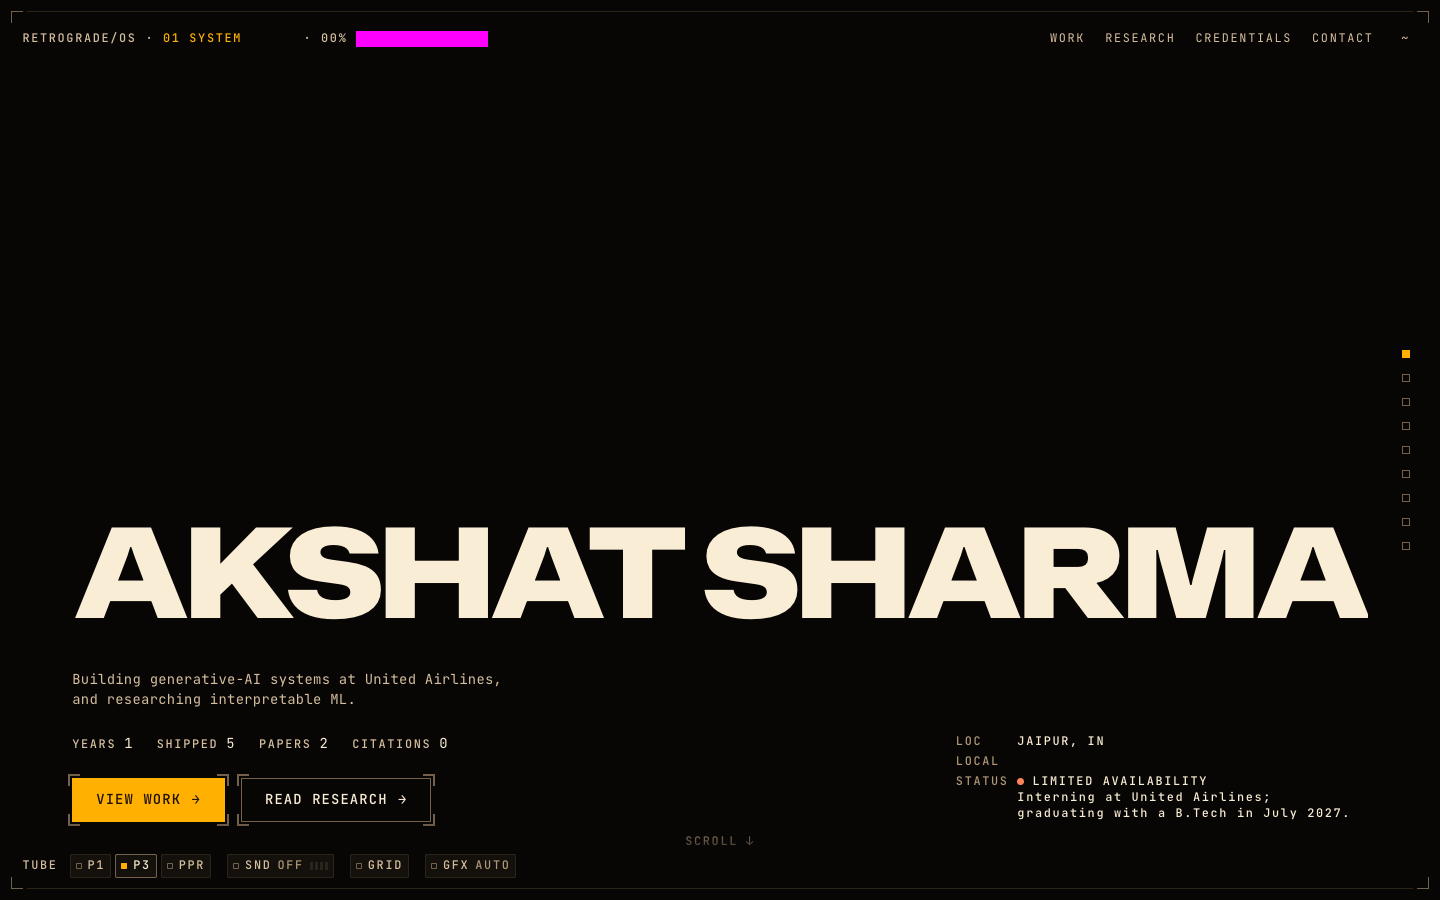 RETROGRADE/OS · 01 SYSTEM · 00%
WORK RESEARCH CREDENTIALS CONTACT ~
AKSHAT SHARMA
Building generative-AI systems at United Airlines,
and researching interpretable ML.
YEARS 1 SHIPPED 5 PAPERS 2 CITATIONS 0
VIEW WORK →
READ RESEARCH →
LOC JAIPUR, IN
LOCAL
STATUS LIMITED AVAILABILITY
Interning at United Airlines;
graduating with a B.Tech in July 2027.
SCROLL ↓
TUBE P1 P3 PPR SND OFF GRID GFX AUTO